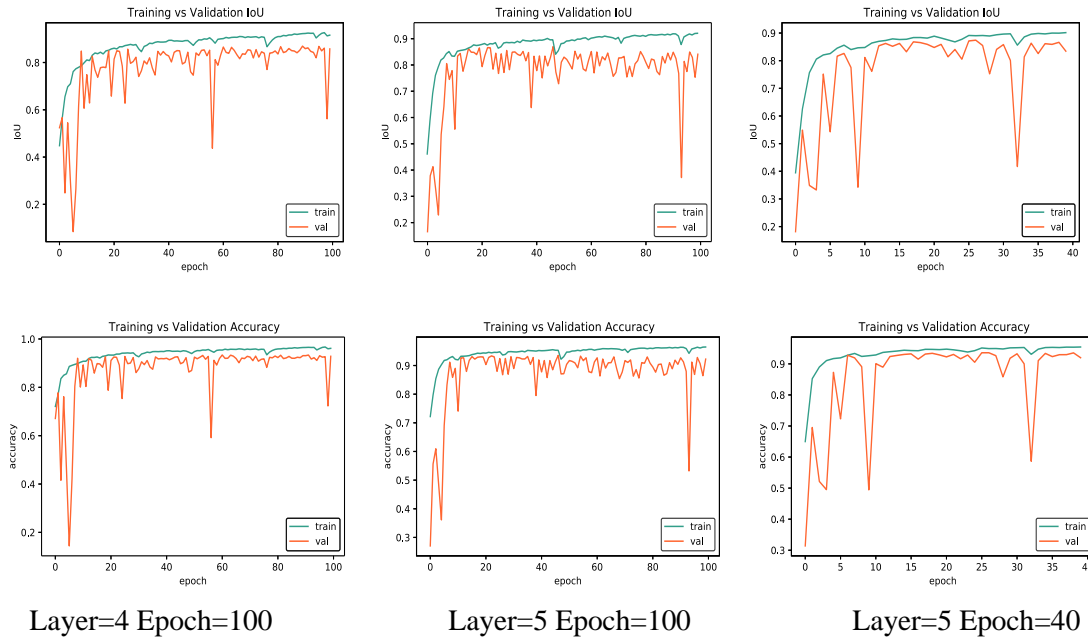 Training vs Validation IoU
IoU
0.8
0.6
0.4
0.2
0 20 40 60 80 100
epoch
train
val
Training vs Validation IoU
IoU
0.9
0.8
0.7
0.6
0.5
0.4
0.3
0.2
0 20 40 60 80 100
epoch
train
val
Training vs Validation IoU
IoU
0.9
0.8
0.7
0.6
0.5
0.4
0.3
0.2
0 5 10 15 20 25 30 35 40
epoch
train
val
Training vs Validation Accuracy
accuracy
1.0
0.8
0.6
0.4
0.2
0 20 40 60 80 100
epoch
train
val
Training vs Validation Accuracy
accuracy
0.9
0.8
0.7
0.6
0.5
0.4
0.3
0 20 40 60 80 100
epoch
train
val
Training vs Validation Accuracy
accuracy
0.9
0.8
0.7
0.6
0.5
0.4
0.3
0 5 10 15 20 25 30 35 40
epoch
train
val
Layer=4 Epoch=100
Layer=5 Epoch=100
Layer=5 Epoch=40